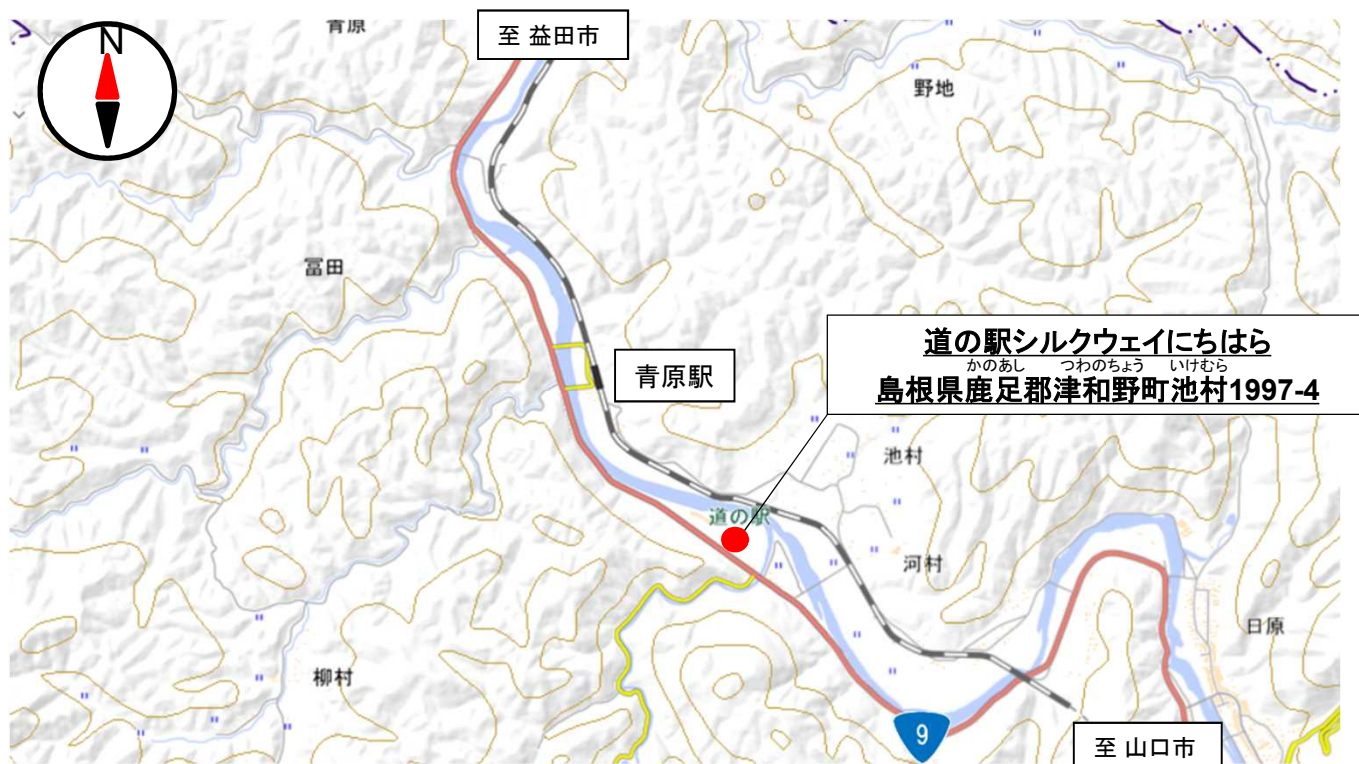 青原
至 益田市
N
野地
冨田
道の駅シルクウェイにちはら
かのあし つわのちょう いけむら
島根県鹿足郡津和野町池村1997-4
青原駅
池村
道の駅
河村
日原
柳村
9
至 山口市